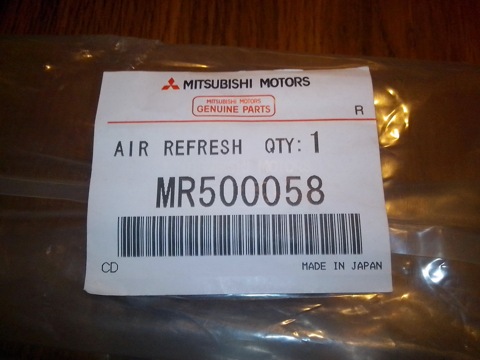 MITSUBISHI MOTORS
MITSUBISHI MOTORS
GENUINE PARTS
R
AIR REFRESH QTY: 1
MR500058
CD MADE IN JAPAN